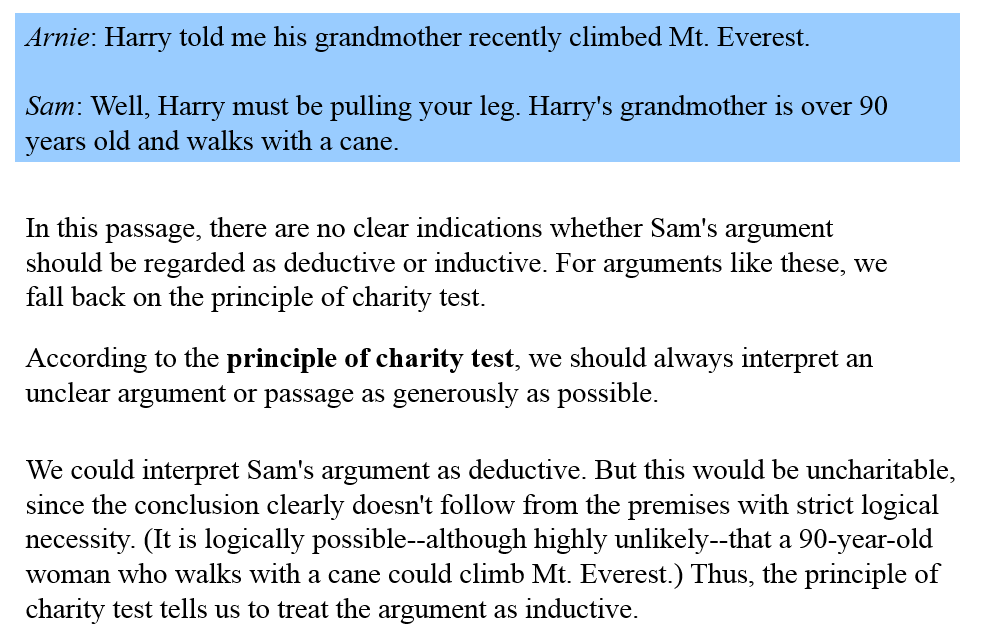 Arnie: Harry told me his grandmother recently climbed Mt. Everest.
Sam: Well, Harry must be pulling your leg. Harry's grandmother is over 90
years old and walks with a cane.
In this passage, there are no clear indications whether Sam's argument
should be regarded as deductive or inductive. For arguments like these, we
fall back on the principle of charity test.
According to the principle of charity test, we should always interpret an
unclear argument or passage as generously as possible.
We could interpret Sam's argument as deductive. But this would be uncharitable,
since the conclusion clearly doesn't follow from the premises with strict logical
necessity. (It is logically possible--although highly unlikely--that a 90-year-old
woman who walks with a cane could climb Mt. Everest.) Thus, the principle of
charity test tells us to treat the argument as inductive.